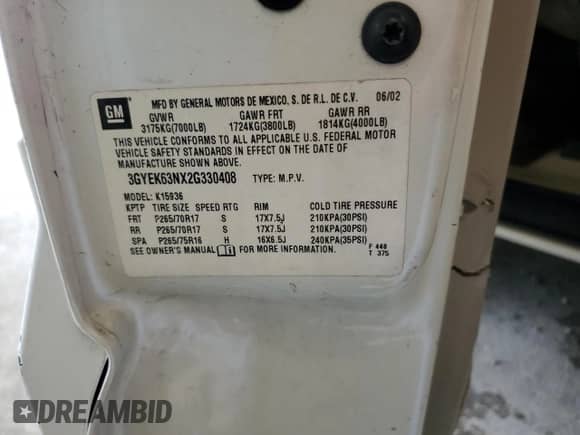 GM
MFD BY GENERAL MOTORS DE MEXICO, S. DE R.L. DE C.V. 06/02
GVWR GAWR FRT GAWR RR
3175KG(7000LB) 1724KG(3800LB) 1814KG(4000LB)
THIS VEHICLE CONFORMS TO ALL APPLICABLE U.S. FEDERAL MOTOR
VEHICLE SAFETY STANDARDS IN EFFECT ON THE DATE OF
MANUFACTURE SHOWN ABOVE.
3GYEK63NX2G330408 TYPE: M.P.V.
MODEL: K15936
KPTP TIRE SIZE SPEED RTG RIM COLD TIRE PRESSURE
FRT P265/70R17 S 17X7.5J 210KPA(30PSI)
RR P265/70R17 S 17X7.5J 210KPA(30PSI)
SPA P265/75R16 H 16X6.5J 240KPA(35PSI)
SEE OWNER'S MANUAL FOR MORE INFORMATION. F 448
T 375
DREAMBID